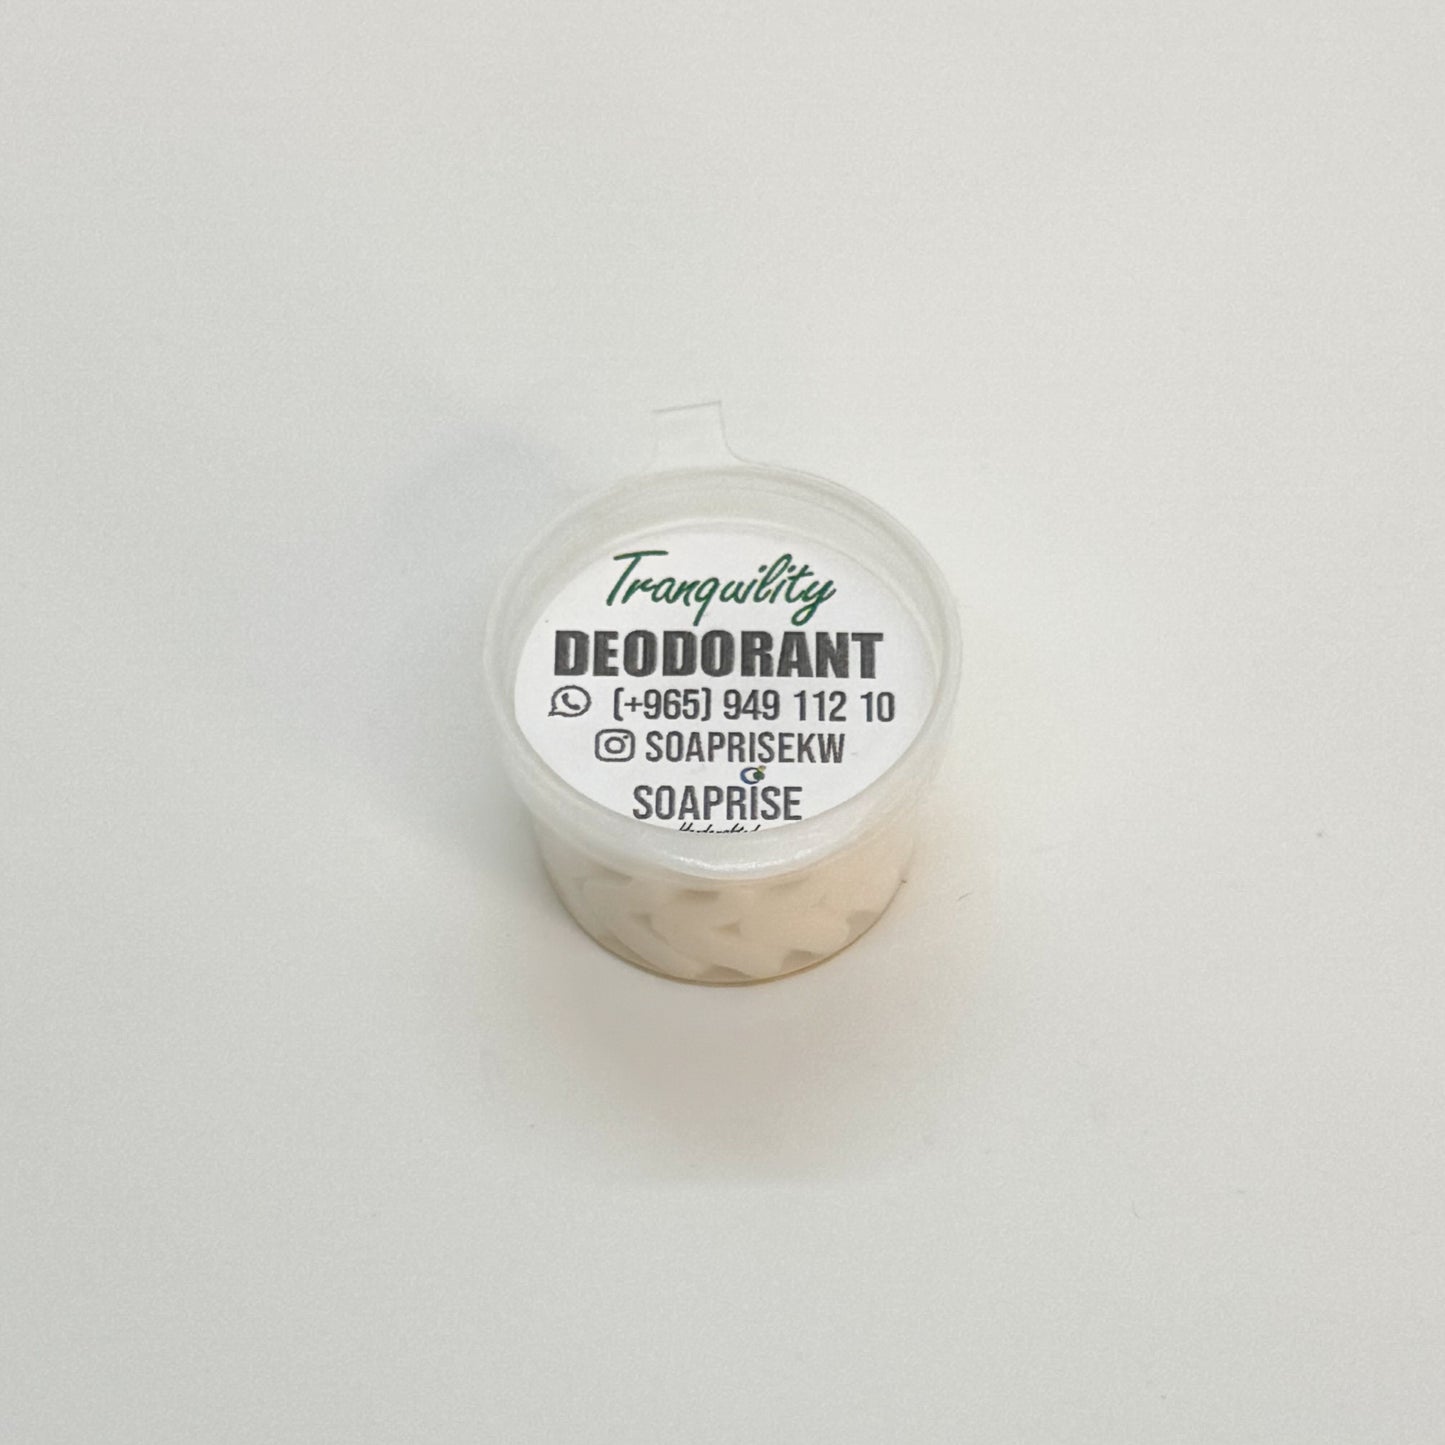 Tranquility
DEODORANT
(+965) 949 112 10
SOAPRISEKW
SOAPRISE